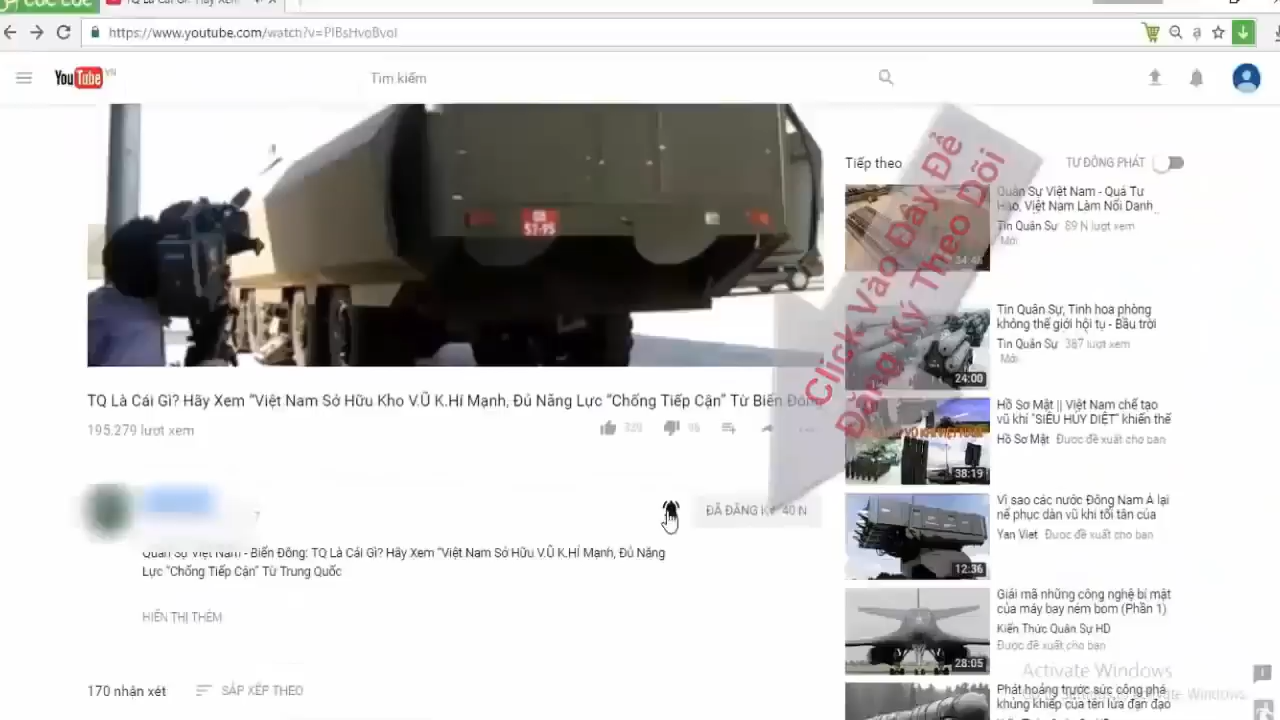 CỐC CỐC
TQ Là Cái Gì? Hãy Xem
https://www.youtube.com/watch?v=PlBsHvoBvoI
YouTube VN
Tìm kiếm
57-95
Click Vào Đây Để
Đăng Ký Theo Dõi
TQ Là Cái Gì? Hãy Xem "Việt Nam Sở Hữu Kho V.Ũ K.Hí Mạnh, Đủ Năng Lực "Chống Tiếp Cận" Từ Biển Đông
195.279 lượt xem
ĐÃ ĐĂNG KÝ 40 N
Quân Sự Việt Nam - Biển Đông: TQ Là Cái Gì? Hãy Xem "Việt Nam Sở Hữu V.Ũ K.HÍ Mạnh, Đủ Năng
Lực "Chống Tiếp Cận" Từ Trung Quốc
HIỂN THỊ THÊM
170 nhận xét
SẮP XẾP THEO
Tiếp theo
TỰ ĐỘNG PHÁT
Quân Sự Việt Nam - Quá Tự
Hào, Việt Nam Làm Nổi Danh
Tin Quân Sự 89 N lượt xem
Mới
34:46
Tin Quân Sự, Tinh hoa phòng
không thế giới hội tụ - Bầu trời
Tin Quân Sự 387 lượt xem
Mới
24:00
Hồ Sơ Mật || Việt Nam chế tạo
vũ khí "SIÊU HỦY DIỆT" khiến thế
Hồ Sơ Mật Được đề xuất cho bạn
38:19
Vì sao các nước Đông Nam Á lại
nể phục dàn vũ khí tối tân của
Yan Viet Được đề xuất cho bạn
12:36
Giải mã những công nghệ bí mật
của máy bay ném bom (Phần 1)
Kiến Thức Quân Sự HD
Được đề xuất cho bạn
28:05
Activate Windows
Phát hoảng trước sức công phá
khủng khiếp của tên lửa đạn đạo